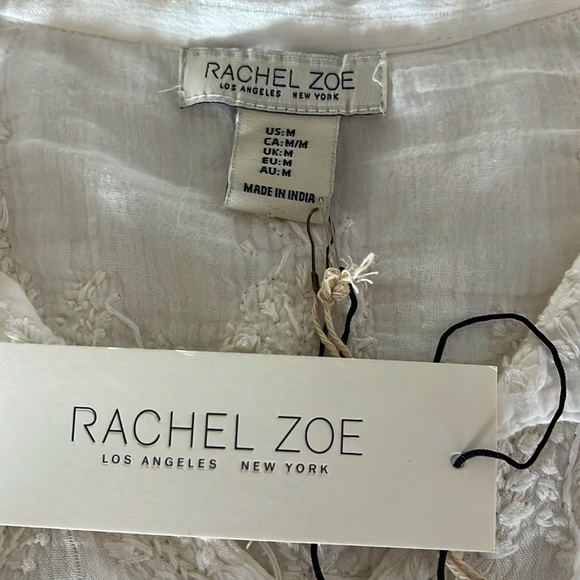 RACHEL ZOE
LOS ANGELES NEW YORK
US: M
CA: M/M
UK: M
EU: M
AU: M
MADE IN INDIA
RACHEL ZOE
LOS ANGELES NEW YORK